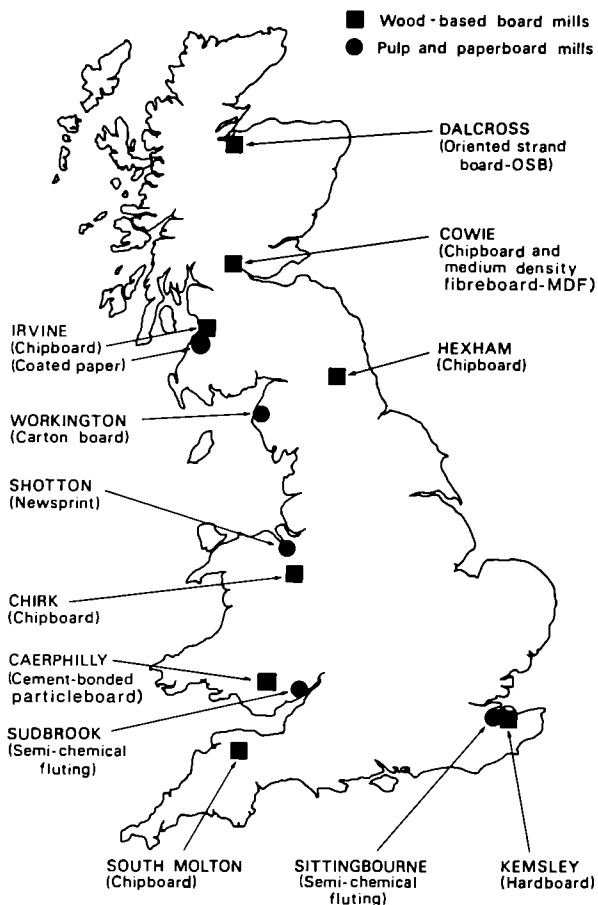 Wood-based board mills
Pulp and paperboard mills
DALCROSS
(Oriented strand
board-OSB)
COWIE
(Chipboard and
medium density
fibreboard-MDF)
IRVINE
(Chipboard)
(Coated paper)
HEXHAM
(Chipboard)
WORKINGTON
(Carton board)
SHOTTON
(Newsprint)
CHIRK
(Chipboard)
CAERPHILLY
(Cement-bonded
particleboard)
SUDBROOK
(Semi-chemical
fluting)
SOUTH MOLTON
(Chipboard)
SITTINGBOURNE
(Semi-chemical
fluting)
KEMSLEY
(Hardboard)